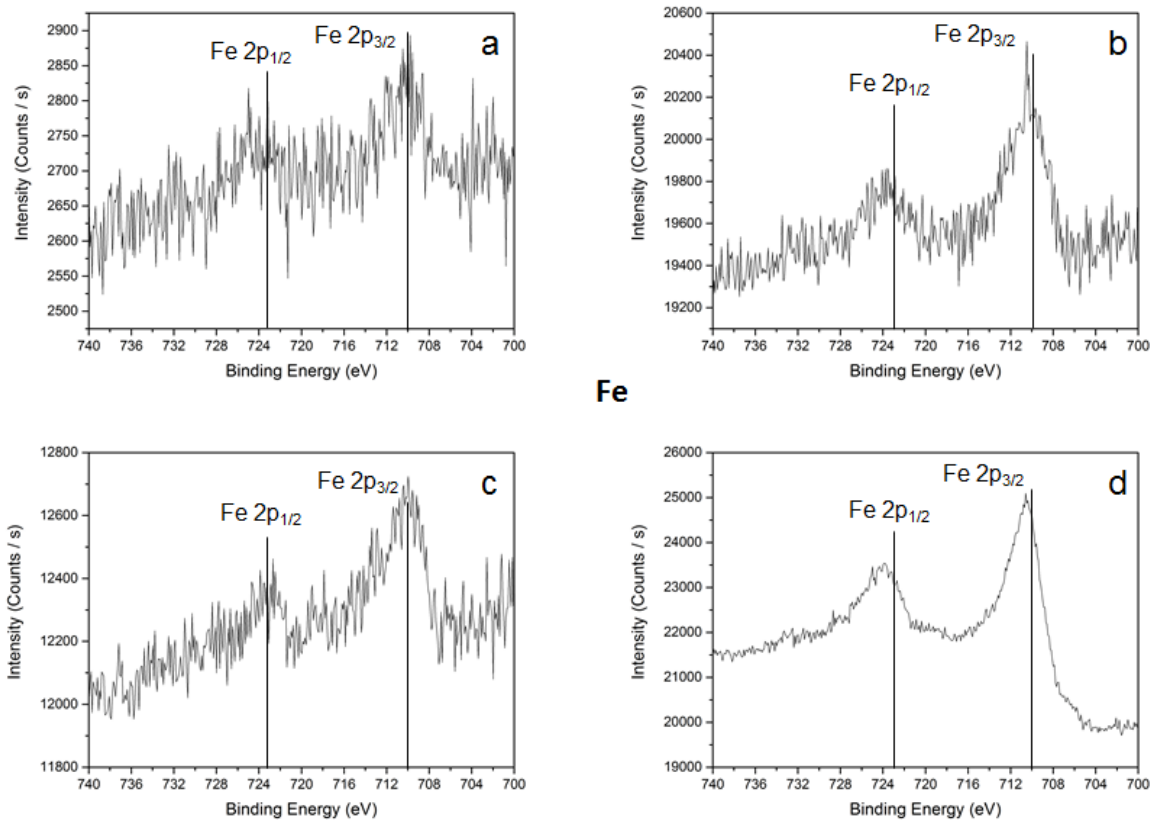 a
Fe 2p1/2
Fe 2p3/2
Intensity (Counts / s)
2900
2850
2800
2750
2700
2650
2600
2550
2500
740 736 732 728 724 720 716 712 708 704 700
Binding Energy (eV)
b
Fe 2p3/2
Fe 2p1/2
Intensity (Counts / s)
20600
20400
20200
20000
19800
19600
19400
19200
740 736 732 728 724 720 716 712 708 704 700
Binding Energy (eV)
Fe
c
Fe 2p3/2
Fe 2p1/2
Intensity (Counts / s)
12800
12600
12400
12200
12000
11800
740 736 732 728 724 720 716 712 708 704 700
Binding Energy (eV)
d
Fe 2p3/2
Fe 2p1/2
Intensity (Counts / s)
26000
25000
24000
23000
22000
21000
20000
19000
740 736 732 728 724 720 716 712 708 704 700
Binding Energy (eV)